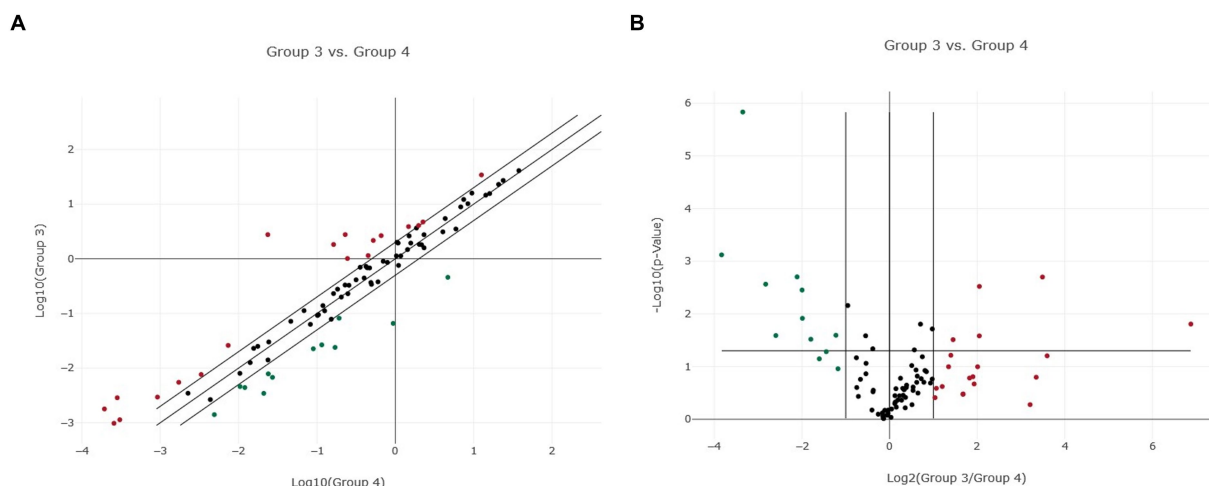 A
B
Group 3 vs. Group 4
Group 3 vs. Group 4
Log10(Group 3)
2
1
0
−1
−2
−3
−4 −3 −2 −1 0 1 2
Log10(Group 4)
-Log10(p-Value)
6
5
4
3
2
1
0
−4 −2 0 2 4 6
Log2(Group 3/Group 4)